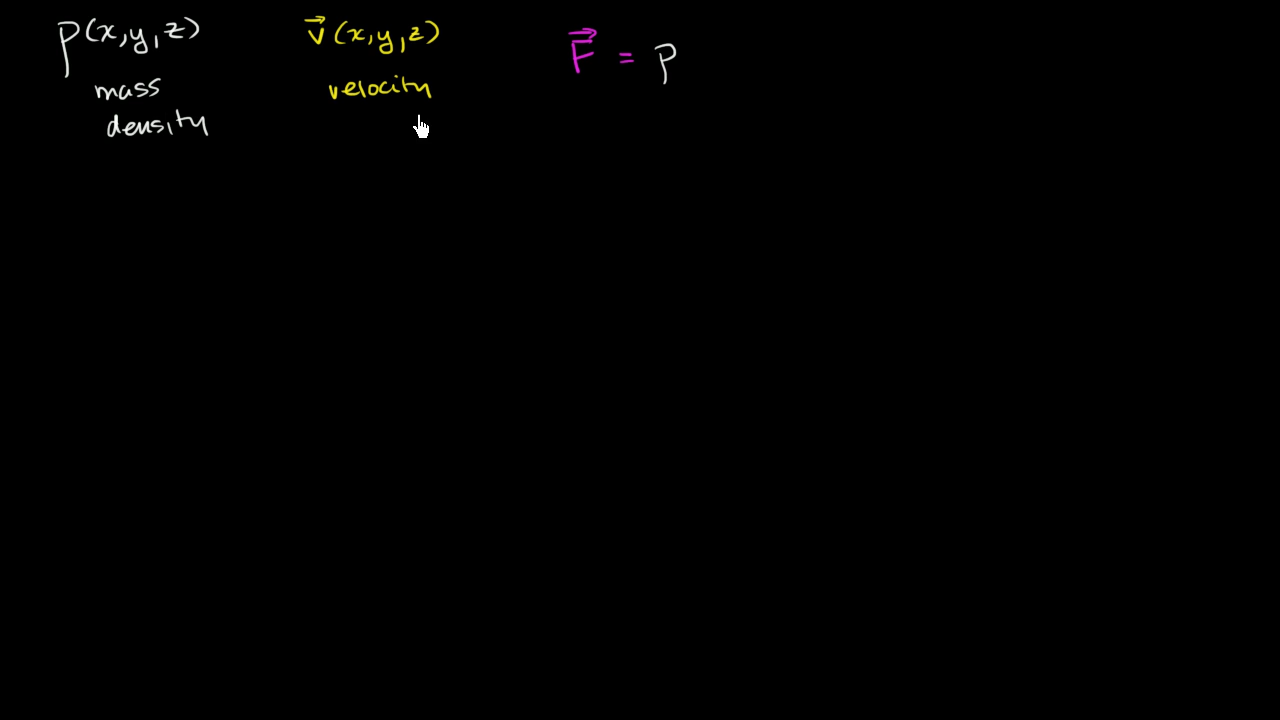 ρ(x,y,z) v⃗(x,y,z) F⃗ = ρ
mass velocity
density